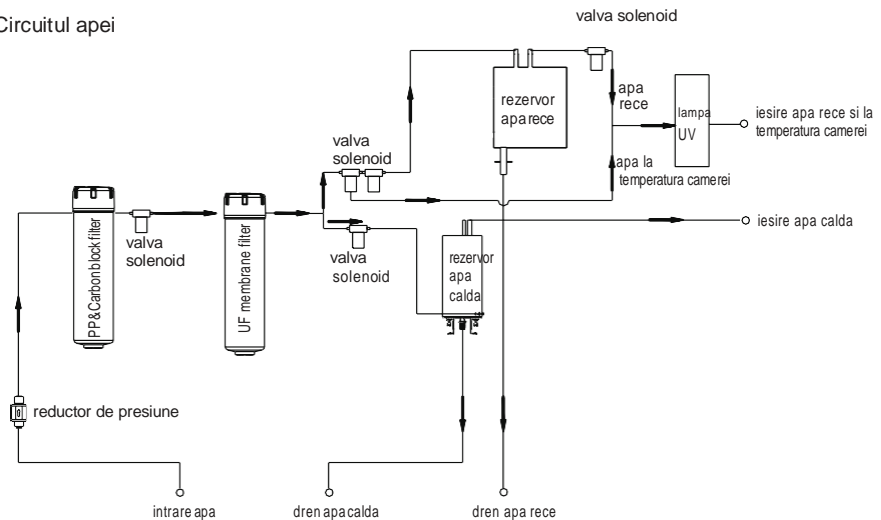 Circuitul apei
valva solenoid
rezervor
apa rece
apa
rece
lampa
UV
iesire apa rece si la
temperatura camerei
valva
solenoid
apa la
temperatura camerei
PP&Carbon block filter
valva
solenoid
UF membrane filter
valva
solenoid
rezervor
apa
calda
iesire apa calda
reductor de presiune
intrare apa
dren apa calda
dren apa rece